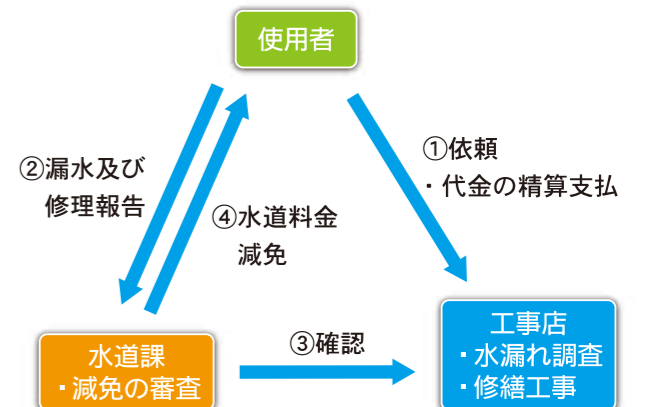 使用者
①依頼
・代金の精算支払
②漏水及び
修理報告
④水道料金
減免
③確認
水道課
・減免の審査
工事店
・水漏れ調査
・修繕工事